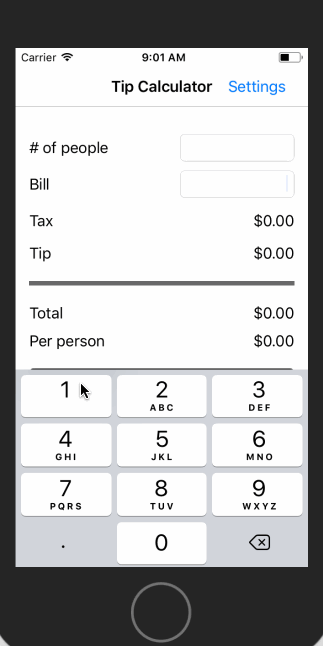 Carrier 9:01 AM
Tip Calculator Settings
# of people
Bill
Tax $0.00
Tip $0.00
Total $0.00
Per person $0.00
1 2 3
ABC DEF
4 5 6
GHI JKL MNO
7 8 9
PQRS TUV WXYZ
. 0